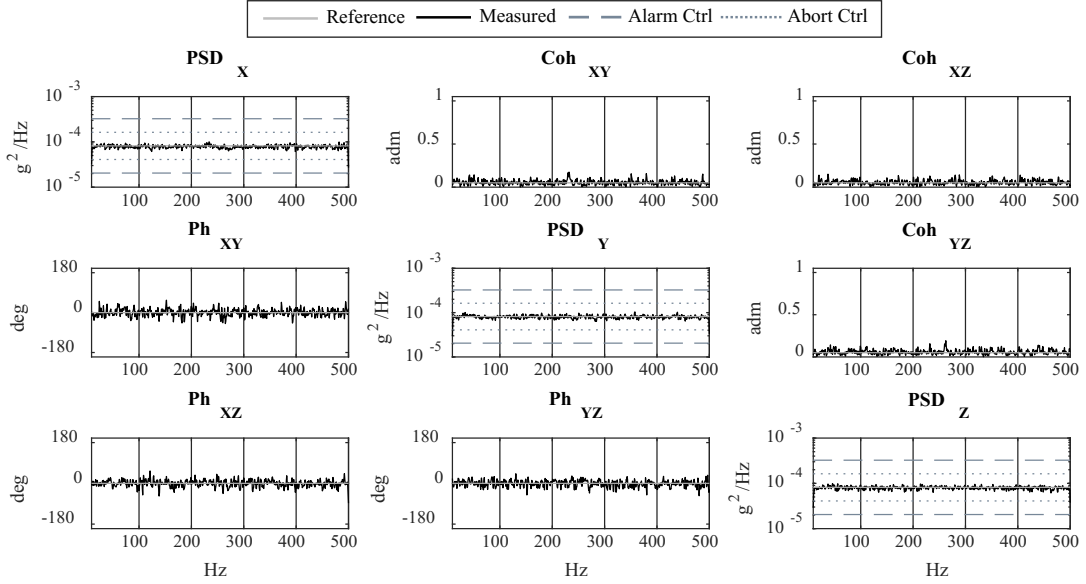 Reference Measured Alarm Ctrl Abort Ctrl
PSD X Coh XY Coh XZ
10 -3
10 -4
10 -5
g 2 /Hz
100 200 300 400 500
1
0.5
0
adm
100 200 300 400 500
1
0.5
0
adm
100 200 300 400 500
Ph XY PSD Y Coh YZ
180
0
-180
deg
100 200 300 400 500
10 -3
10 -4
10 -5
g 2 /Hz
100 200 300 400 500
1
0.5
0
adm
100 200 300 400 500
Ph XZ Ph YZ PSD Z
180
0
-180
deg
100 200 300 400 500
Hz
180
0
-180
deg
100 200 300 400 500
Hz
10 -3
10 -4
10 -5
g 2 /Hz
100 200 300 400 500
Hz